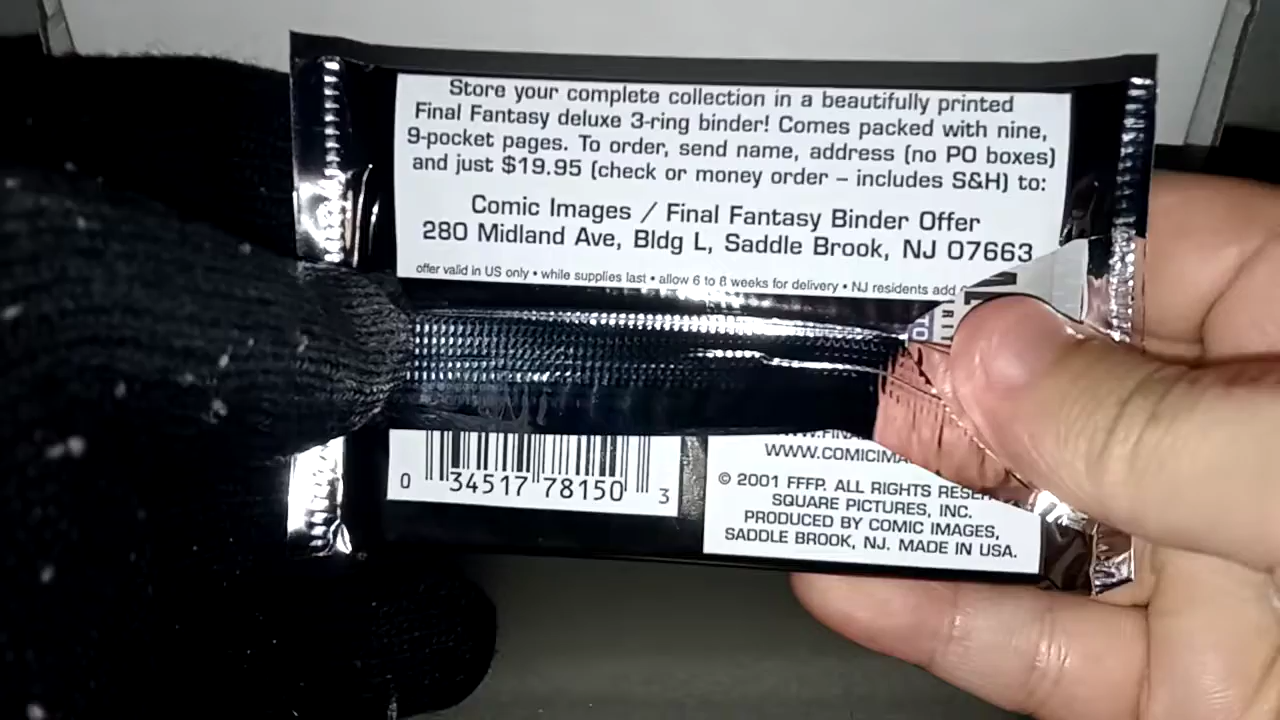 Store your complete collection in a beautifully printed
Final Fantasy deluxe 3-ring binder! Comes packed with nine,
9-pocket pages. To order, send name, address (no PO boxes)
and just $19.95 (check or money order – includes S&H) to:
Comic Images / Final Fantasy Binder Offer
280 Midland Ave, Bldg L, Saddle Brook, NJ 07663
offer valid in US only • while supplies last • allow 6 to 8 weeks for delivery • NJ residents add
0 34517 78150 3
WWW.COMICIMA
© 2001 FFFP. ALL RIGHTS RESER
SQUARE PICTURES, INC.
PRODUCED BY COMIC IMAGES,
SADDLE BROOK, NJ. MADE IN USA.